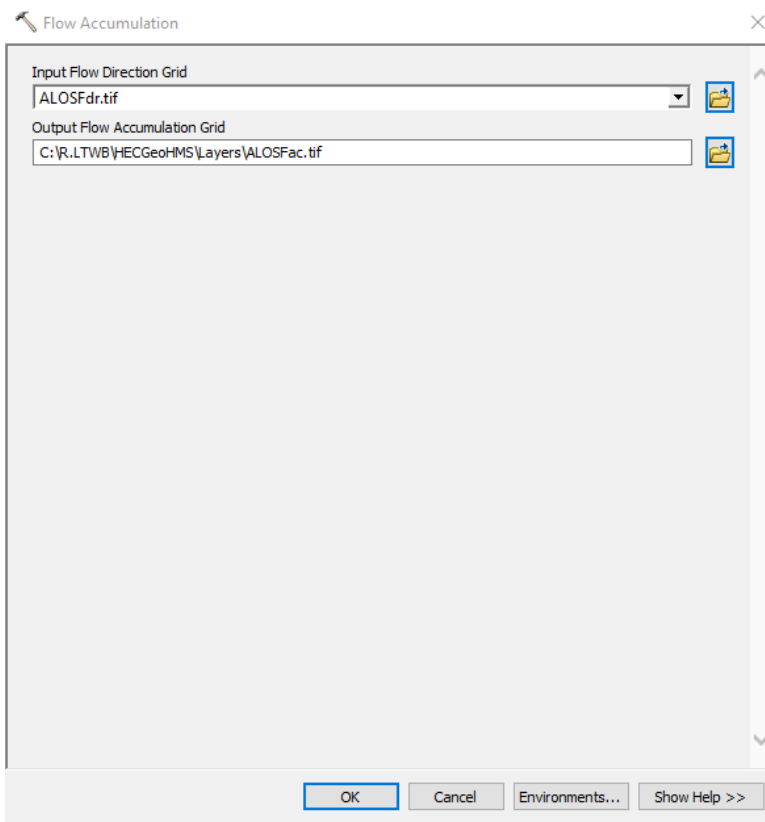 Flow Accumulation
Input Flow Direction Grid
ALOSFdr.tif
Output Flow Accumulation Grid
C:\R.LTWB\HECGeoHMS\Layers\ALOSFac.tif
OK Cancel Environments... Show Help >>